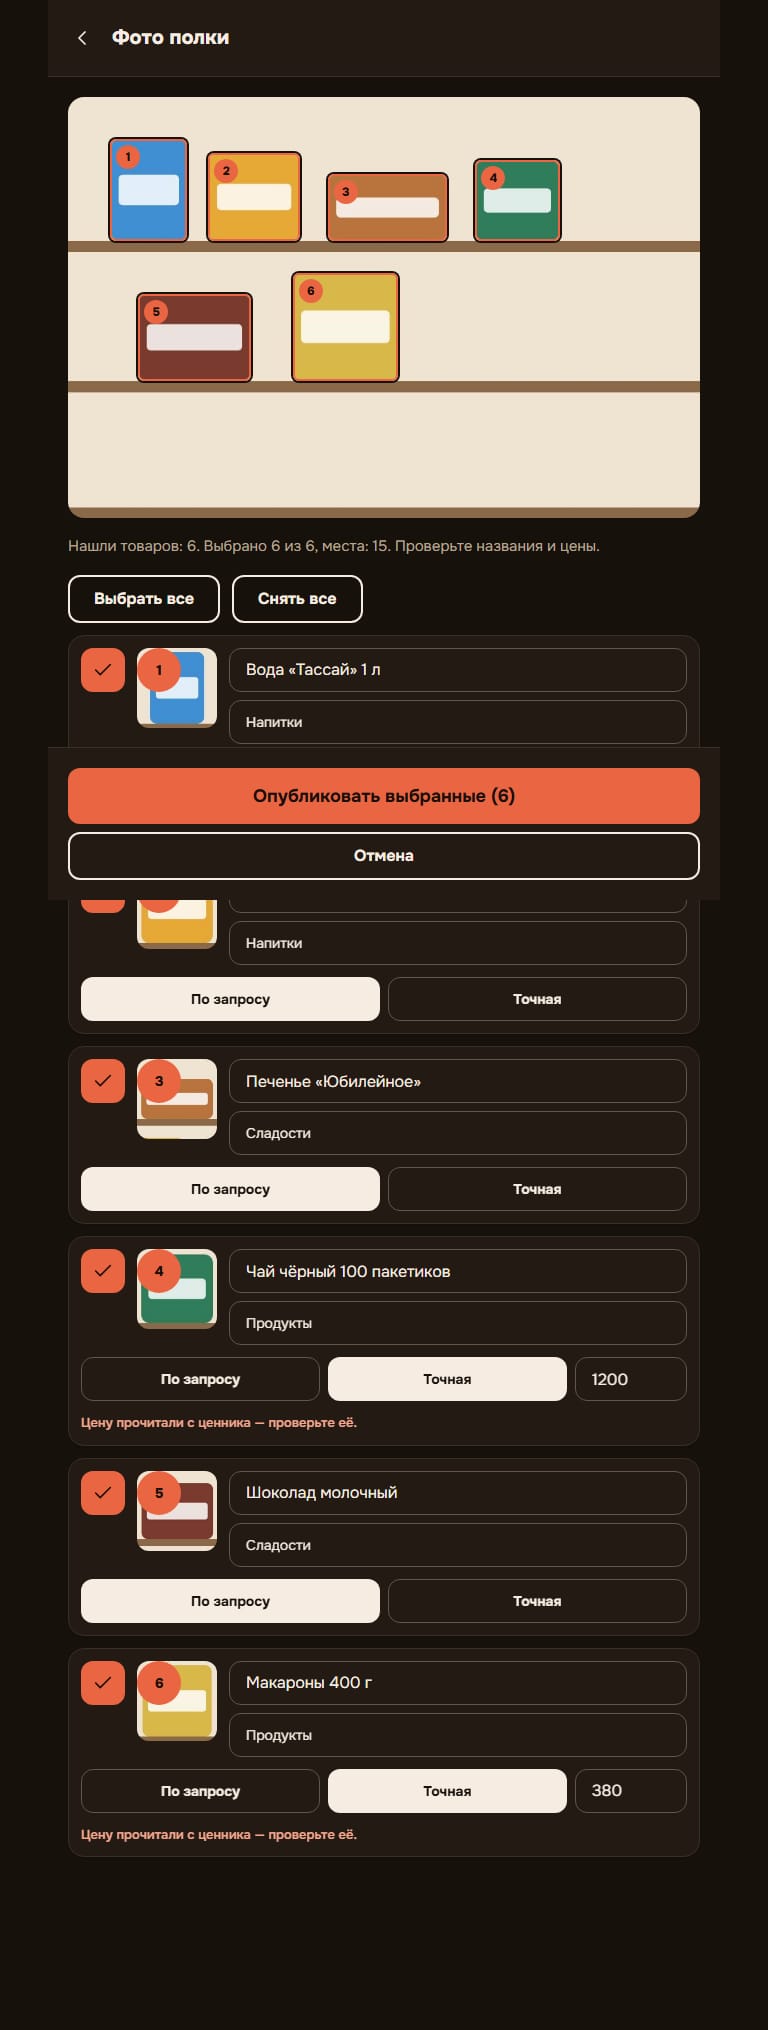 Фото полки
1
2
3
4
5
6
Нашли товаров: 6. Выбрано 6 из 6, места: 15. Проверьте названия и цены.
Выбрать все
Снять все
1
Вода «Тассай» 1 л
Напитки
Опубликовать выбранные (6)
Отмена
Напитки
По запросу
Точная
3
Печенье «Юбилейное»
Сладости
По запросу
Точная
4
Чай чёрный 100 пакетиков
Продукты
По запросу
Точная
1200
Цену прочитали с ценника — проверьте её.
5
Шоколад молочный
Сладости
По запросу
Точная
6
Макароны 400 г
Продукты
По запросу
Точная
380
Цену прочитали с ценника — проверьте её.